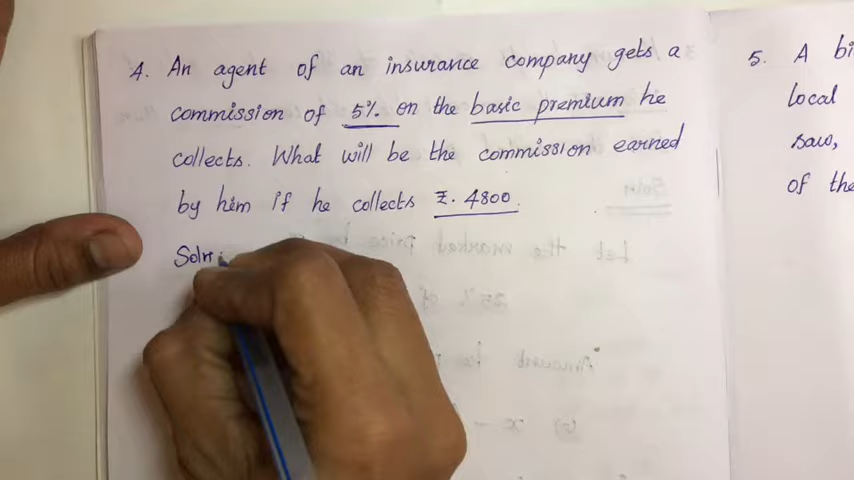 4. An agent of an insurance company gets a
commission of 5% on the basic premium he
collects. What will be the commission earned
by him if he collects ₹. 4800.
Soln
5. A bi
local
saw,
of the